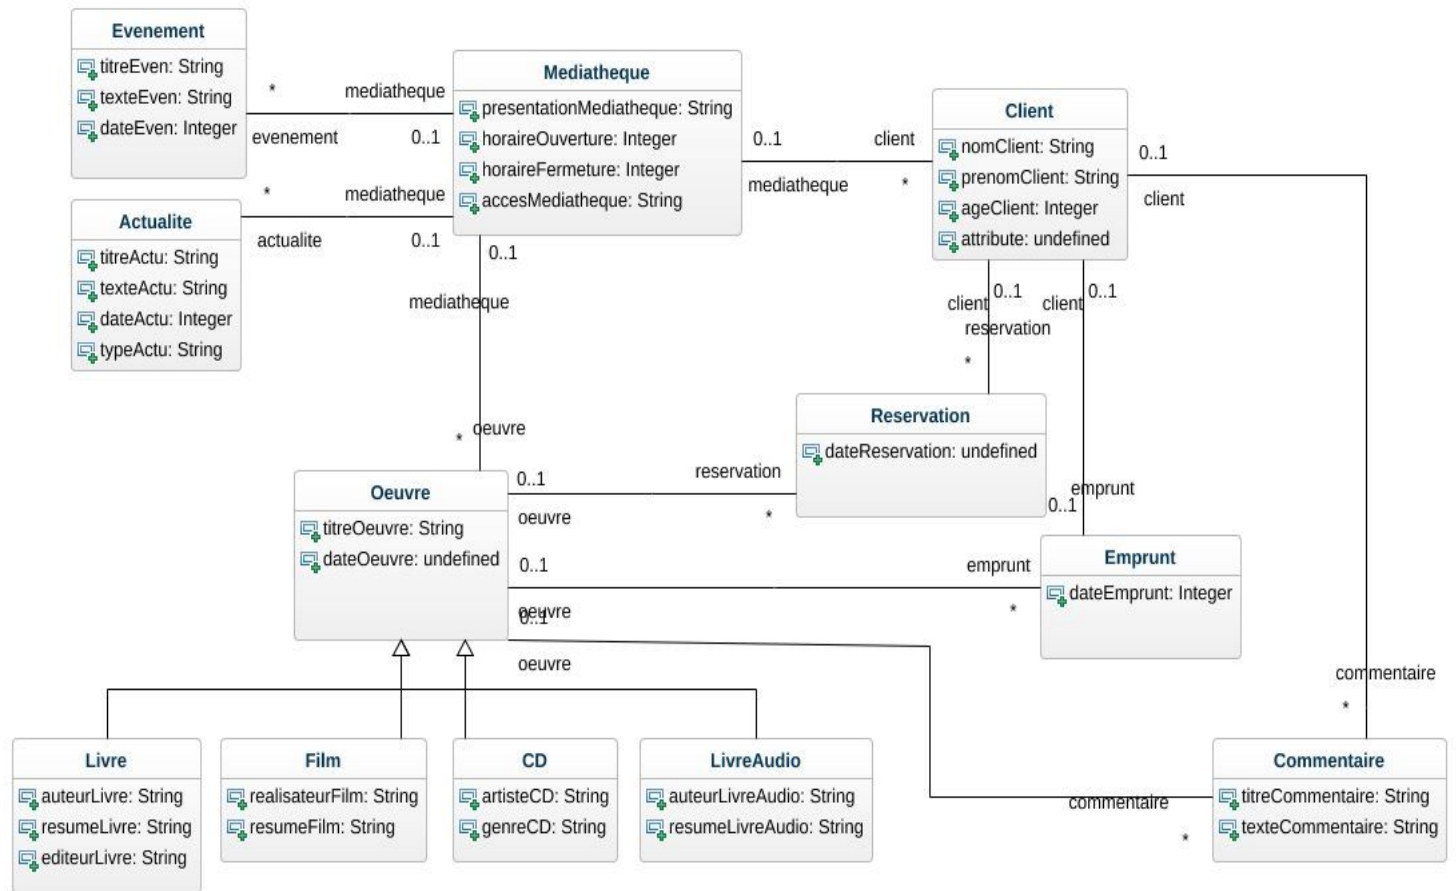 Evenement
titreEven: String
texteEven: String
dateEven: Integer
*
mediatheque
evenement
0..1
Mediatheque
presentationMediatheque: String
horaireOuverture: Integer
horaireFermeture: Integer
accesMediatheque: String
0..1
client
mediatheque
*
Client
nomClient: String
prenomClient: String
ageClient: Integer
attribute: undefined
0..1
client
*
mediatheque
actualite
0..1
Actualite
titreActu: String
texteActu: String
dateActu: Integer
typeActu: String
0..1
mediatheque
* oeuvre
client 0..1
reservation
*
client 0..1
emprunt
0..1
Reservation
dateReservation: undefined
Oeuvre
titreOeuvre: String
dateOeuvre: undefined
0..1
reservation
oeuvre
*
0..1
emprunt
oeuvre
*
0..1
oeuvre
Emprunt
dateEmprunt: Integer
commentaire
*
commentaire
*
Livre
auteurLivre: String
resumeLivre: String
editeurLivre: String
Film
realisateurFilm: String
resumeFilm: String
CD
artisteCD: String
genreCD: String
LivreAudio
auteurLivreAudio: String
resumeLivreAudio: String
Commentaire
titreCommentaire: String
texteCommentaire: String